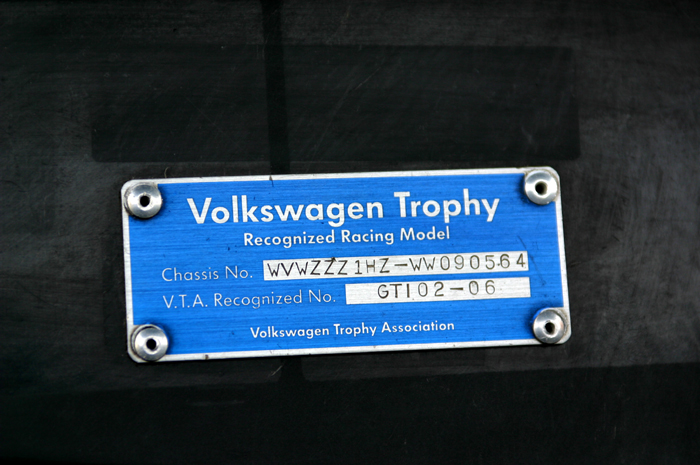 Volkswagen Trophy
Recognized Racing Model
Chassis No. WVWZZZ1HZ-WW090564
V.T.A. Recognized No. GTI02-06
Volkswagen Trophy Association